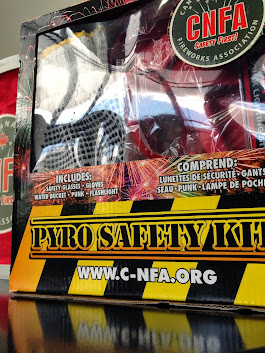 CNFA
SAFETY First!
FIREWORKS ASSOCIATION
INCLUDES:
SAFETY GLASSES • GLOVES
WATER BUCKET • PUNK • FLASHLIGHT
COMPREND:
LUNETTES DE SÉCURITÉ • GANTS
SEAU • PUNK • LAMPE DE POCHE
PYRO SAFETY KIT
WWW.C-NFA.ORG